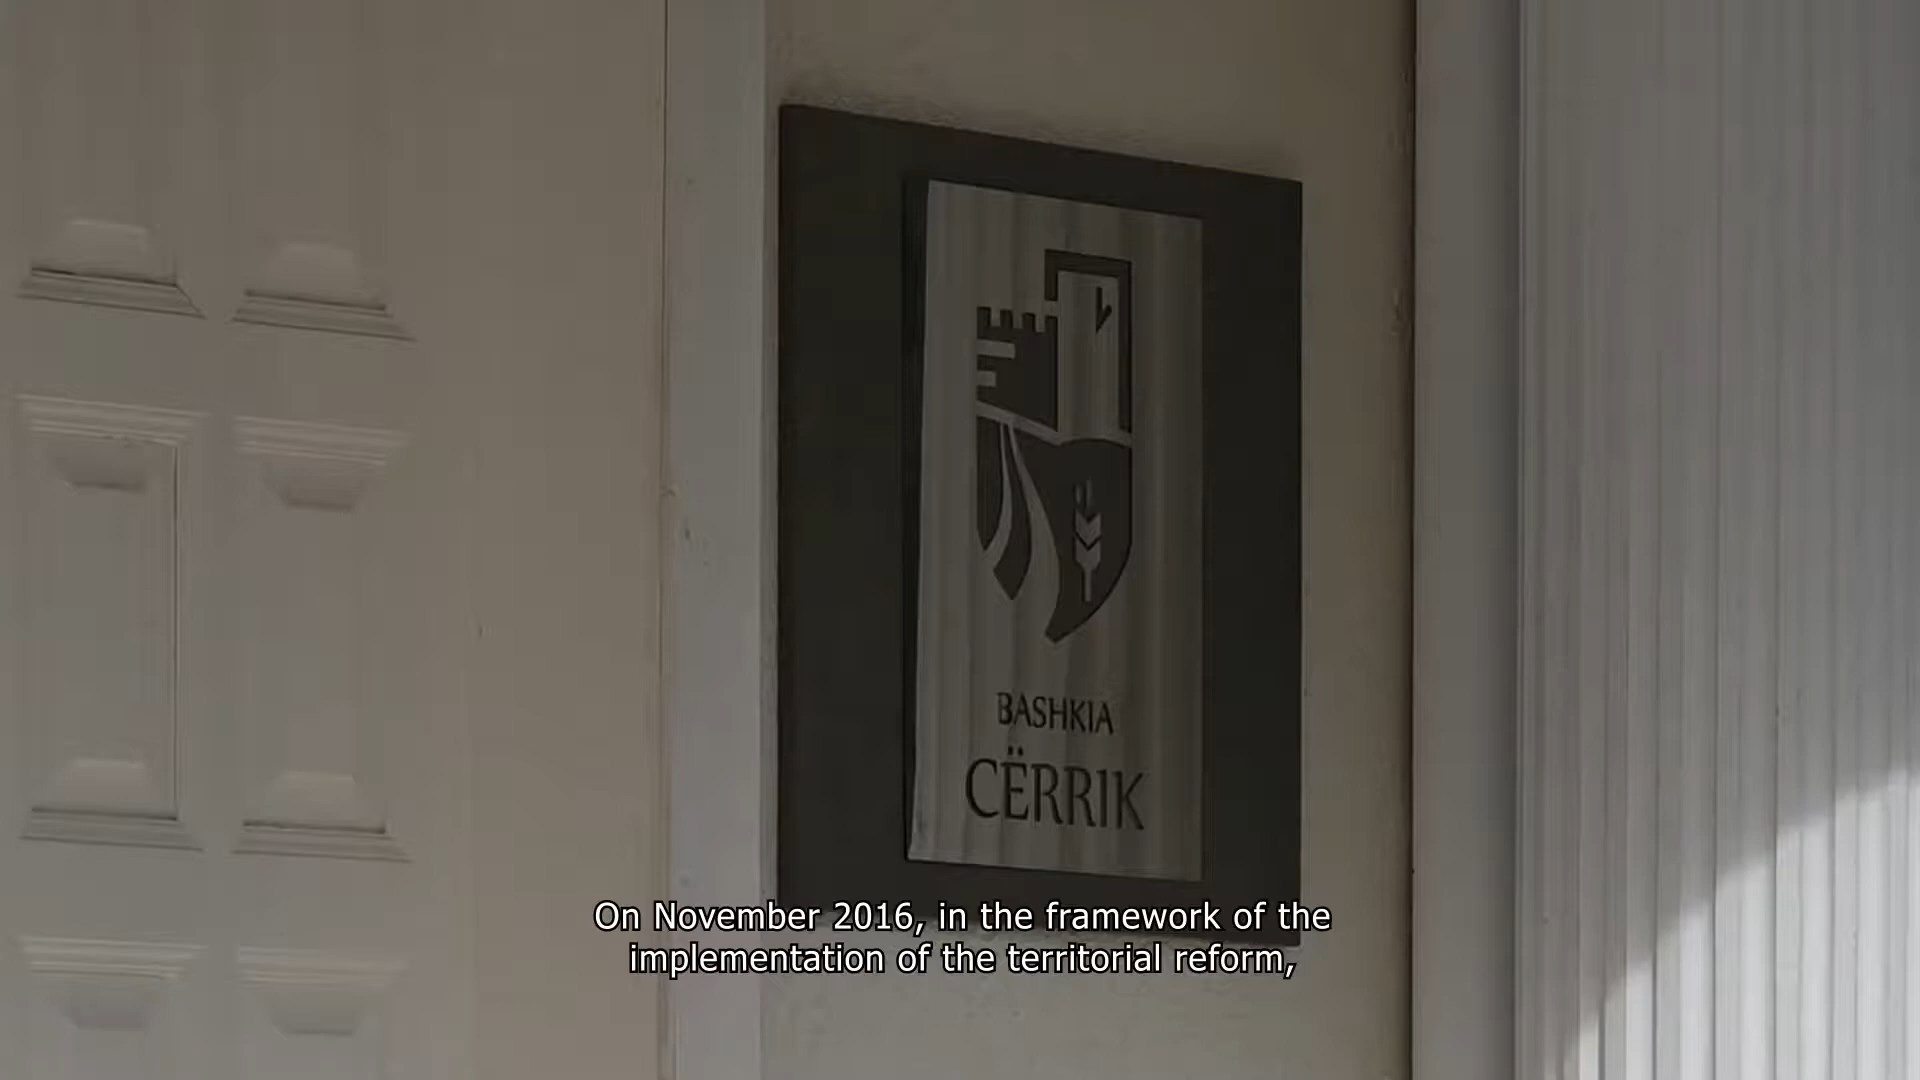 BASHKIA
CËRRIK
On November 2016, in the framework of the
implementation of the territorial reform,